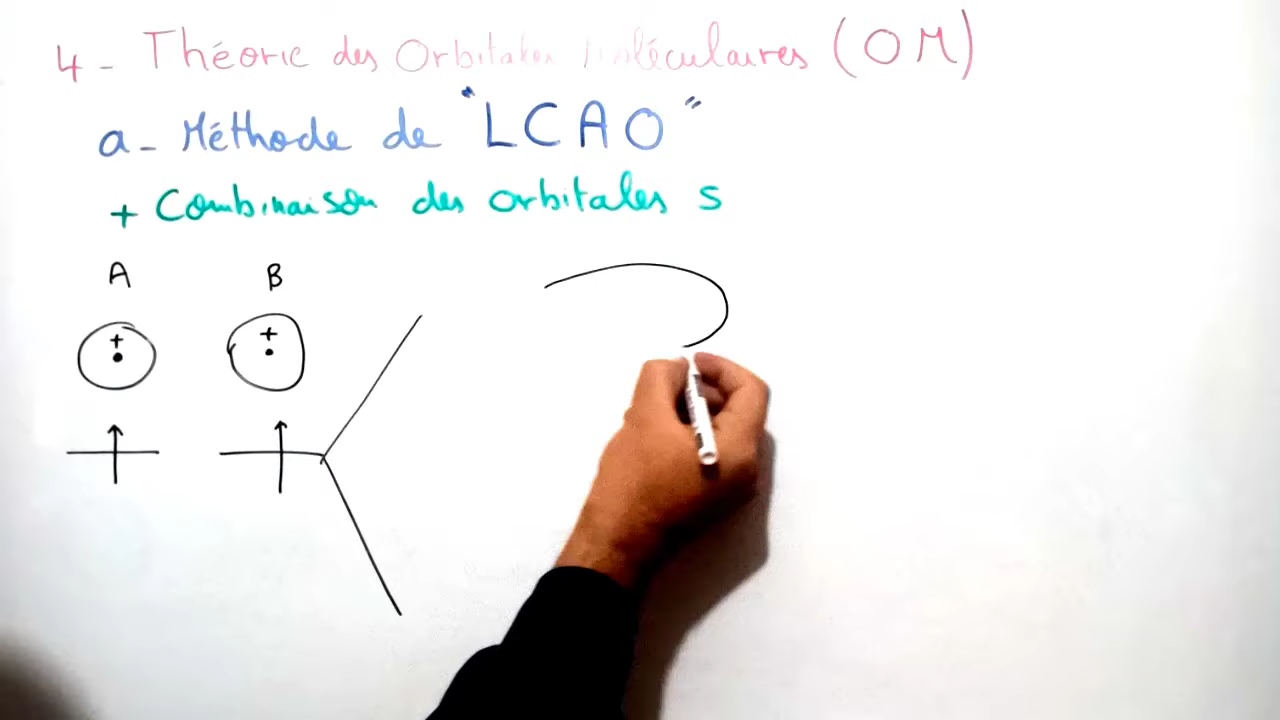 4 - Théorie des Orbitales Moléculaires (OM)
a - Méthode de "LCAO"
+ Combinaison des orbitales s
A B
+ +